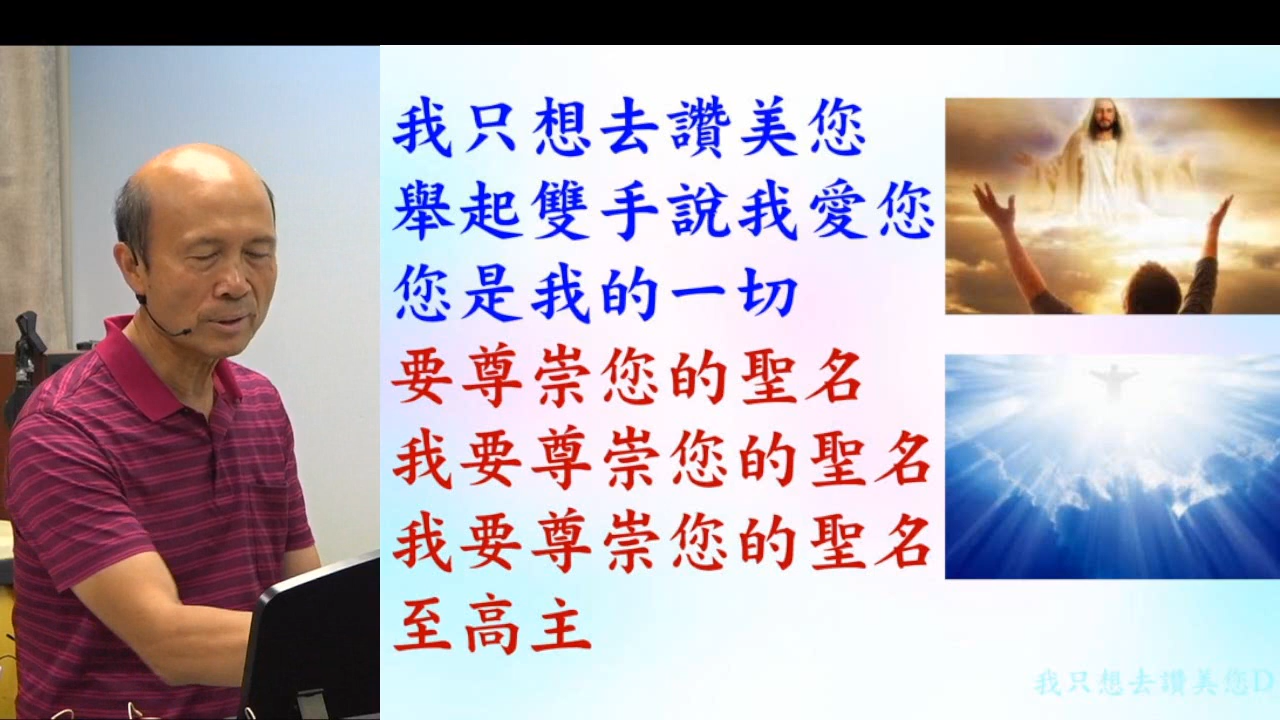 我只想去讚美您
舉起雙手說我愛您
您是我的一切
要尊崇您的聖名
我要尊崇您的聖名
我要尊崇您的聖名
至高主
我只想去讚美您D